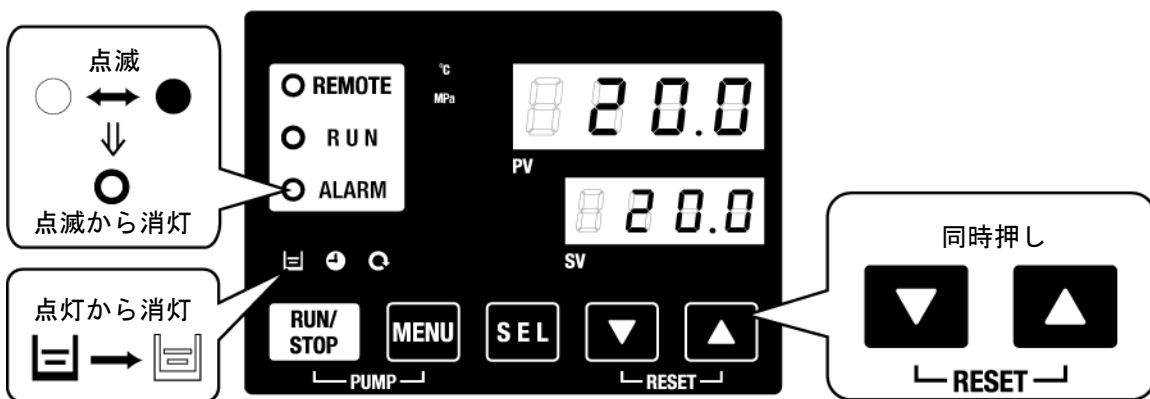 点滅
点滅から消灯
点灯から消灯
REMOTE
RUN
ALARM
℃
MPa
20.0
PV
20.0
SV
RUN/
STOP
MENU
SEL
PUMP
RESET
同時押し
RESET